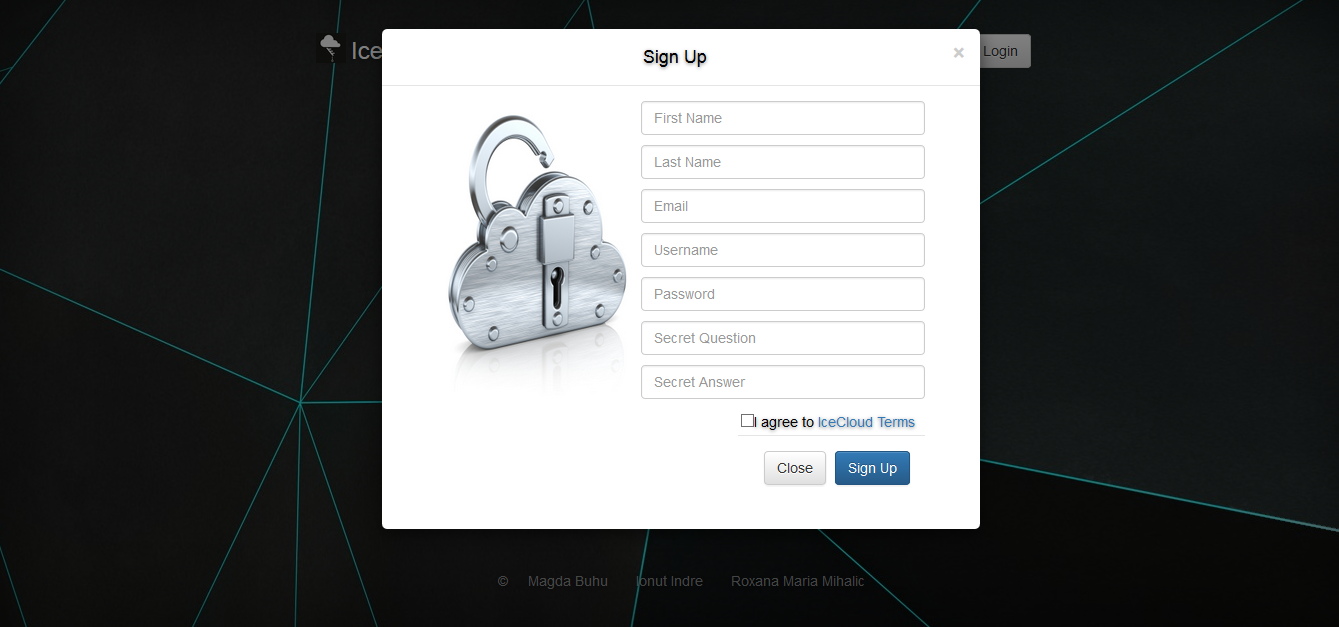 Ice
Login
Sign Up
×
First Name
Last Name
Email
Username
Password
Secret Question
Secret Answer
I agree to IceCloud Terms
Close Sign Up
© Magda Buhu Ionut Indre Roxana Maria Mihalic